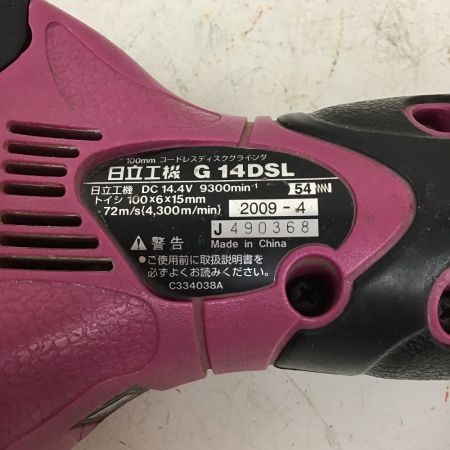 100mm コードレスディスクグラインダ
日立工機 G 14DSL
日立工機 DC 14.4V 9300min⁻¹ 54
トイシ 100×6×15mm
72m/s{4,300m/min} 2009 - 4
J 490368
⚠ 警告 Made in China
●ご使用前に取扱説明書を
必ずよくお読みください。
C334038A